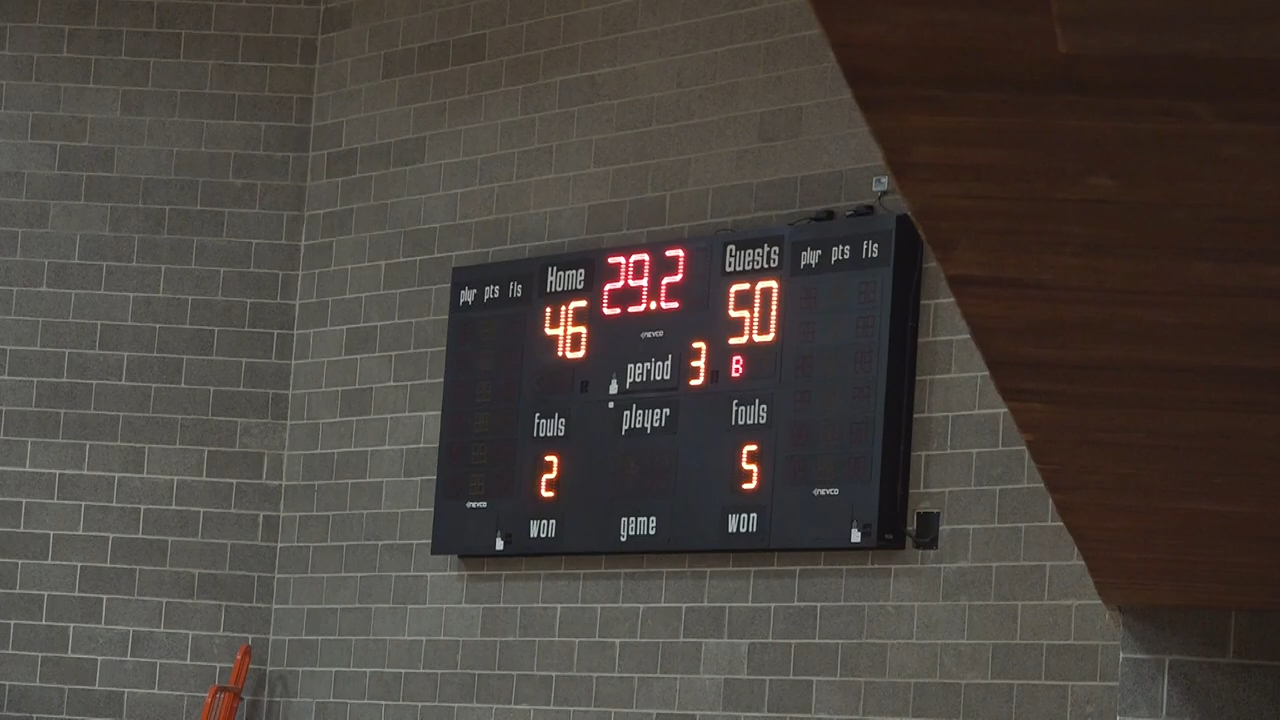 Home 29.2 Guests
plyr pts fls
plyr pts fls
46 50
NEVCO
period 3 B
fouls player fouls
2 5
NEVCO
NEVCO
won game won